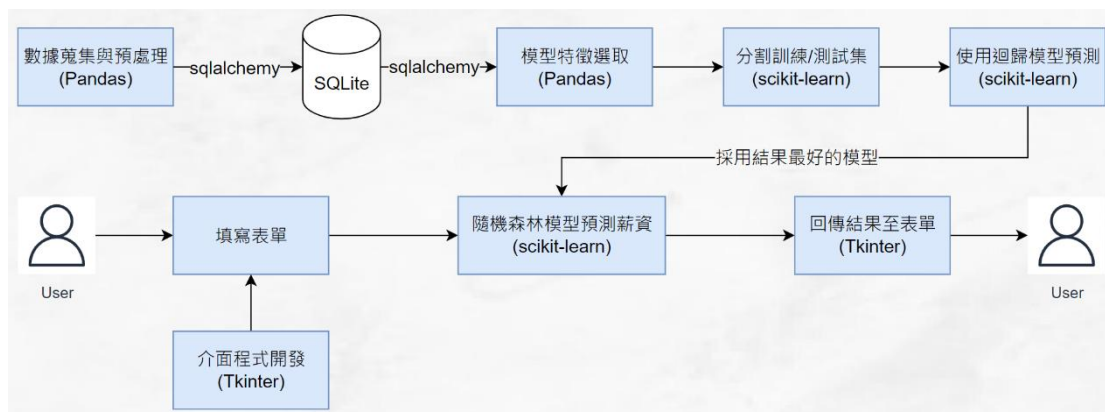 數據蒐集與預處理
(Pandas)
sqlalchemy
SQLite
sqlalchemy
模型特徵選取
(Pandas)
分割訓練/測試集
(scikit-learn)
使用迴歸模型預測
(scikit-learn)
採用結果最好的模型
User
填寫表單
隨機森林模型預測薪資
(scikit-learn)
回傳結果至表單
(Tkinter)
User
介面程式開發
(Tkinter)